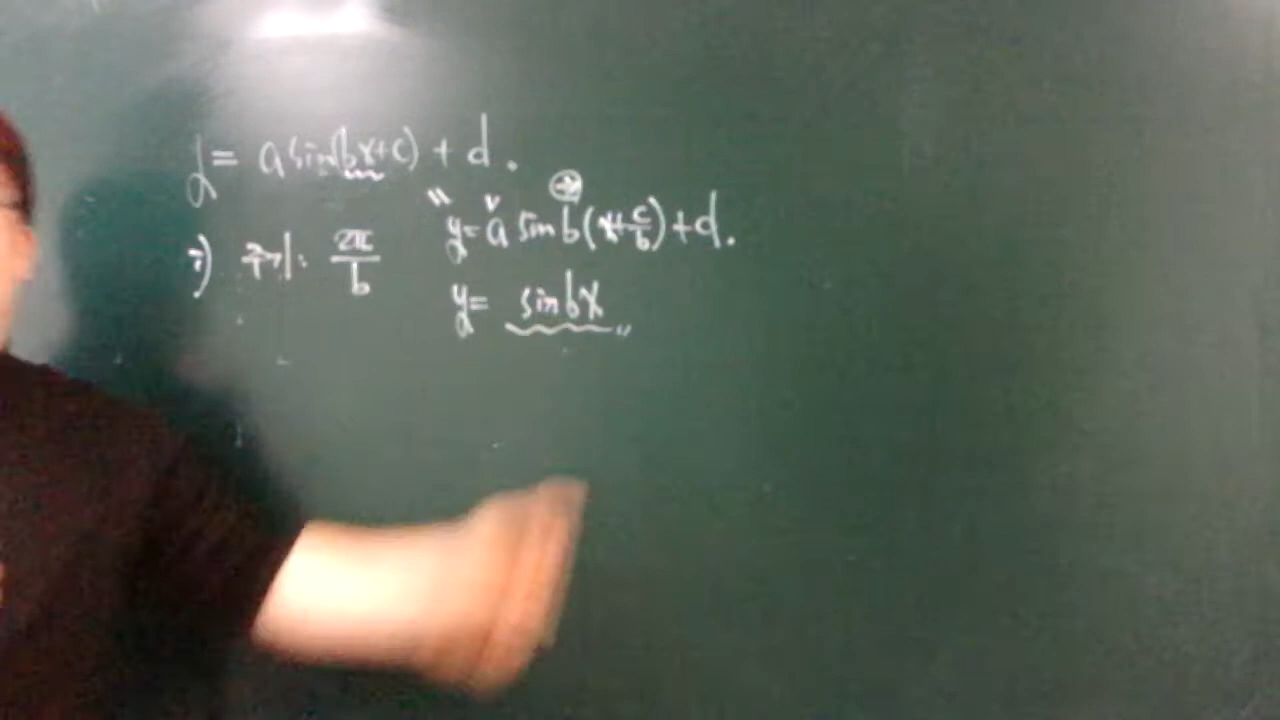 y = a sin(bx+c) + d.
i) 주기: 2π/b
" y = a sin b(x+c/b) + d.
y = sin bx "